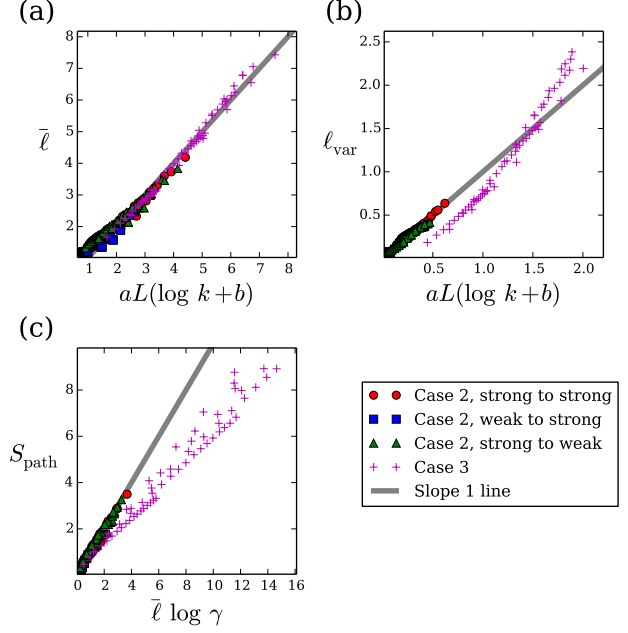 (a)
8
7
6
5
4
3
2
ℓ̄
1 2 3 4 5 6 7 8
aL(log k+b)
(b)
2.5
2.0
1.5
1.0
0.5
ℓvar
0.5 1.0 1.5 2.0
aL(log k+b)
(c)
8
6
4
2
Spath
0 2 4 6 8 10 12 14 16
ℓ̄ log γ
Case 2, strong to strong
Case 2, weak to strong
Case 2, strong to weak
Case 3
Slope 1 line